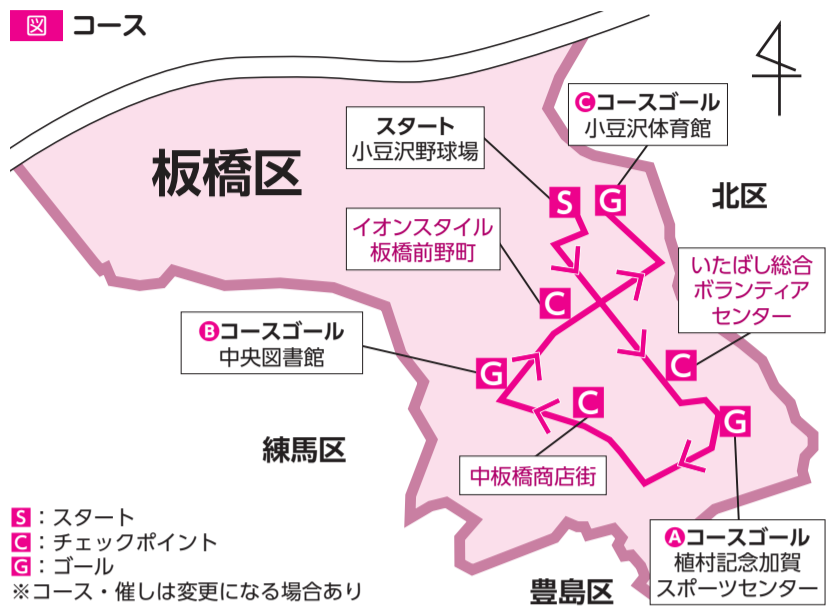 図 コース
スタート
小豆沢野球場
Ⓒコースゴール
小豆沢体育館
板橋区
北区
S
G
イオンスタイル
板橋前野町
いたばし総合
ボランティア
センター
C
Ⓑコースゴール
中央図書館
G
C
C
G
練馬区
中板橋商店街
S：スタート
C：チェックポイント
G：ゴール
※コース・催しは変更になる場合あり
Ⓐコースゴール
植村記念加賀
スポーツセンター
豊島区